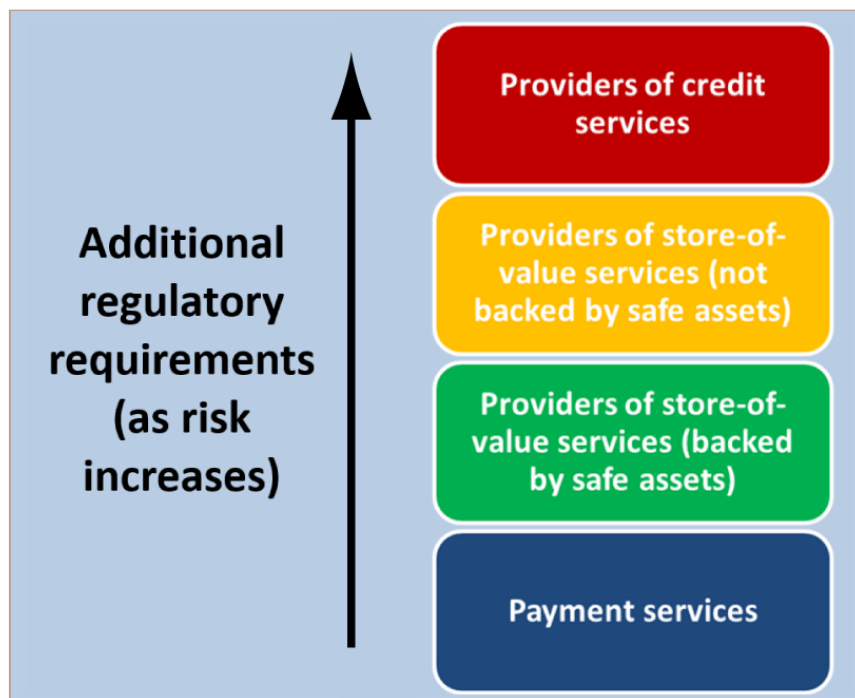 Additional
regulatory
requirements
(as risk
increases)
Providers of credit
services
Providers of store-of-
value services (not
backed by safe assets)
Providers of store-of-
value services (backed
by safe assets)
Payment services